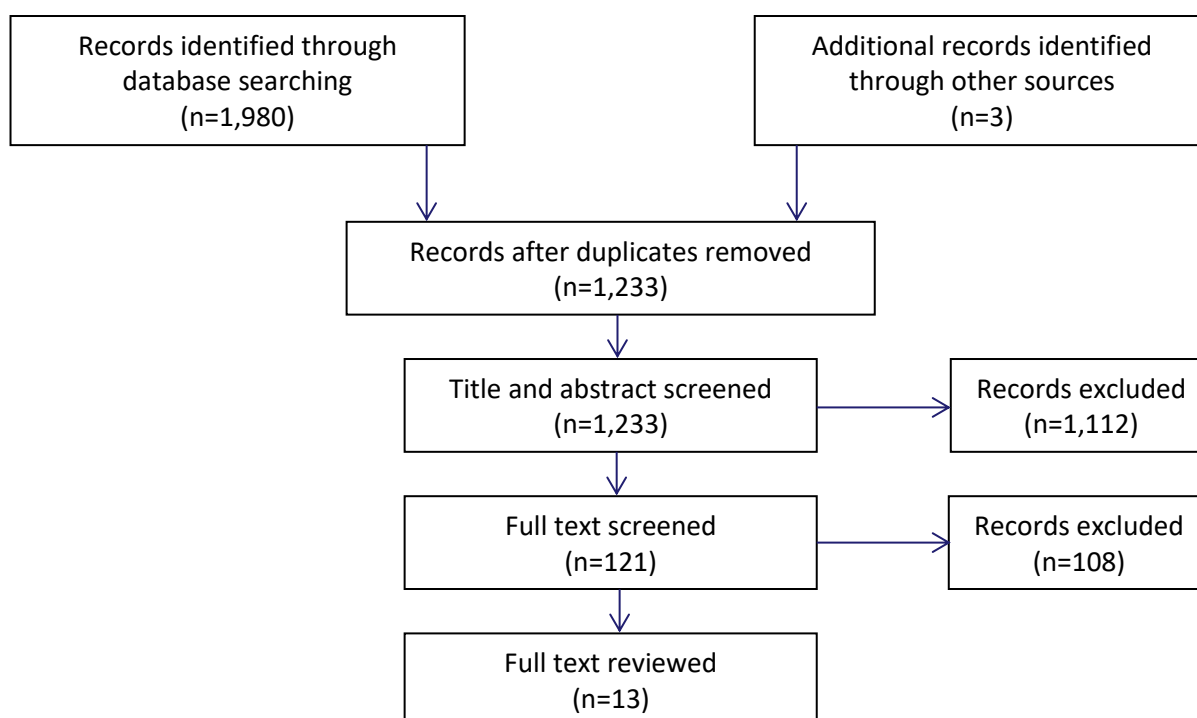 Records identified through
database searching
(n=1,980)
Additional records identified
through other sources
(n=3)
Records after duplicates removed
(n=1,233)
Title and abstract screened
(n=1,233)
Records excluded
(n=1,112)
Full text screened
(n=121)
Records excluded
(n=108)
Full text reviewed
(n=13)